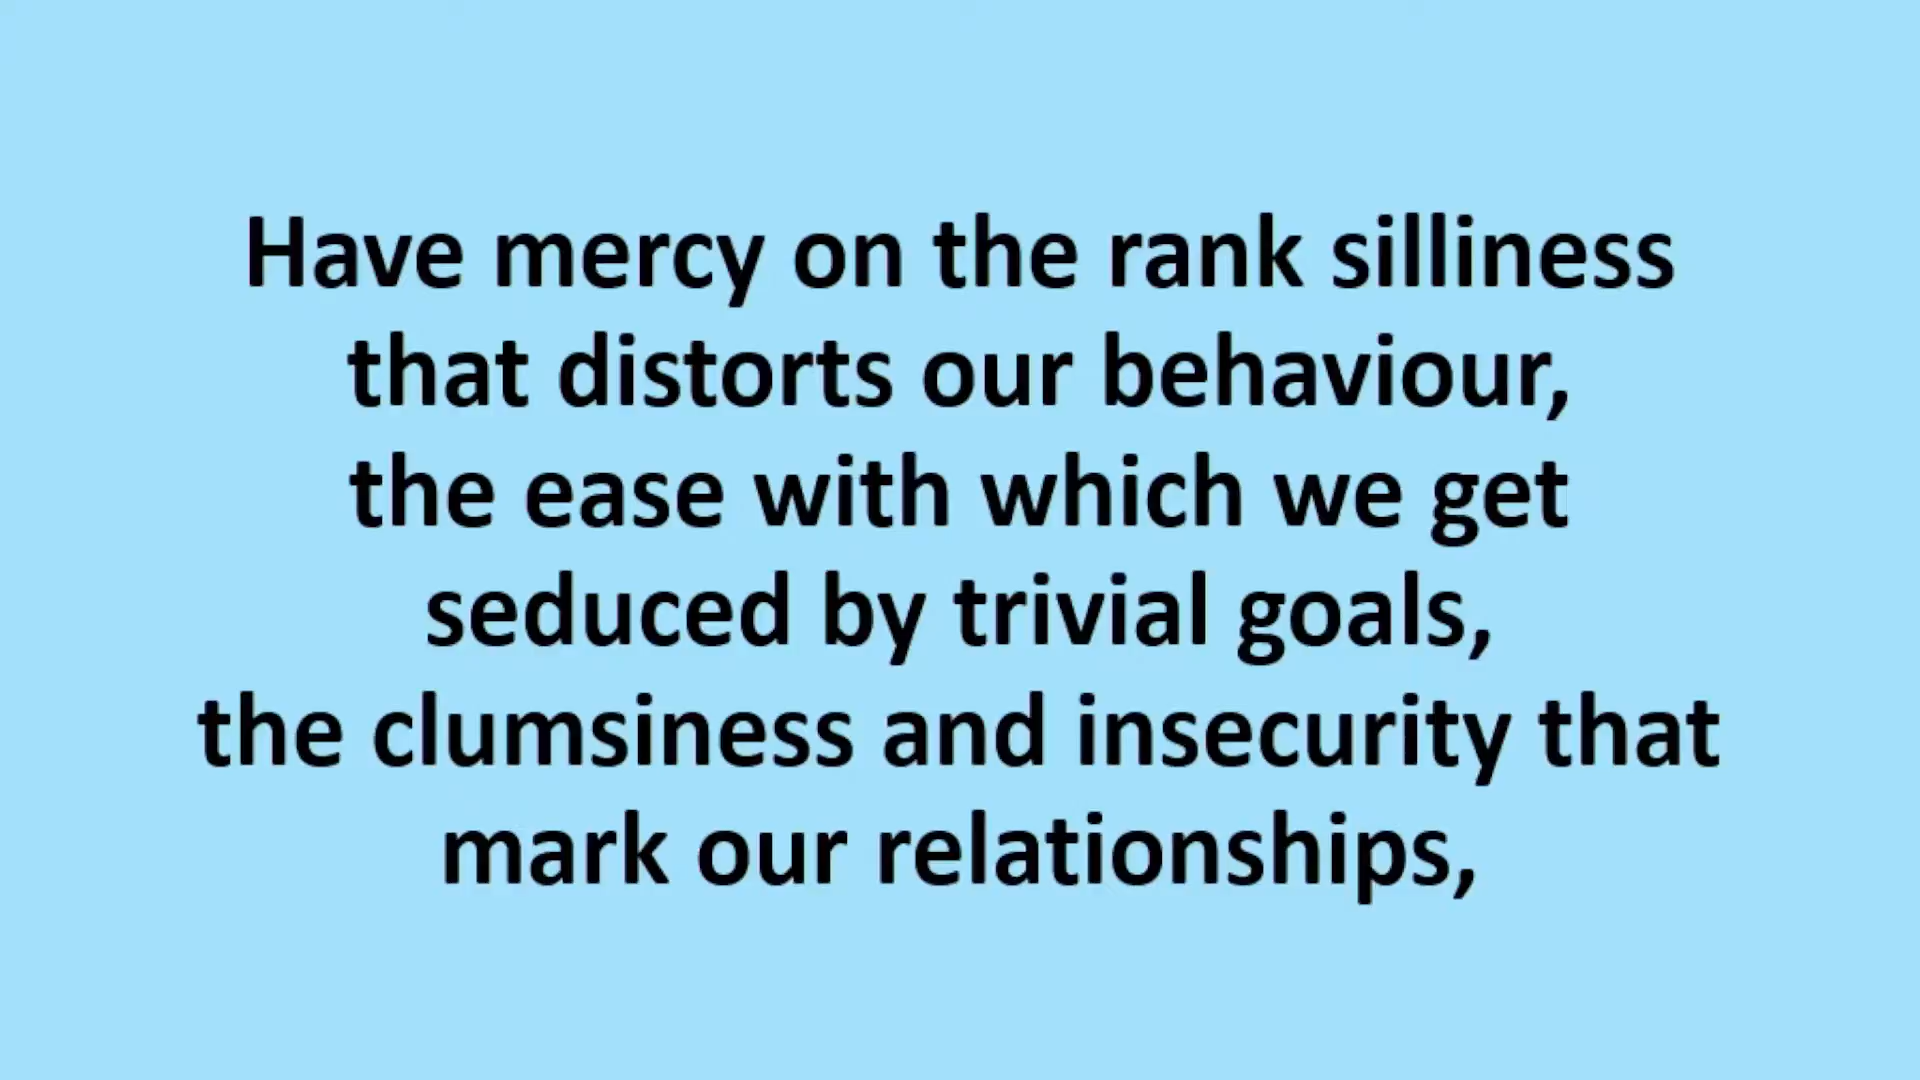 Have mercy on the rank silliness
that distorts our behaviour,
the ease with which we get
seduced by trivial goals,
the clumsiness and insecurity that
mark our relationships,